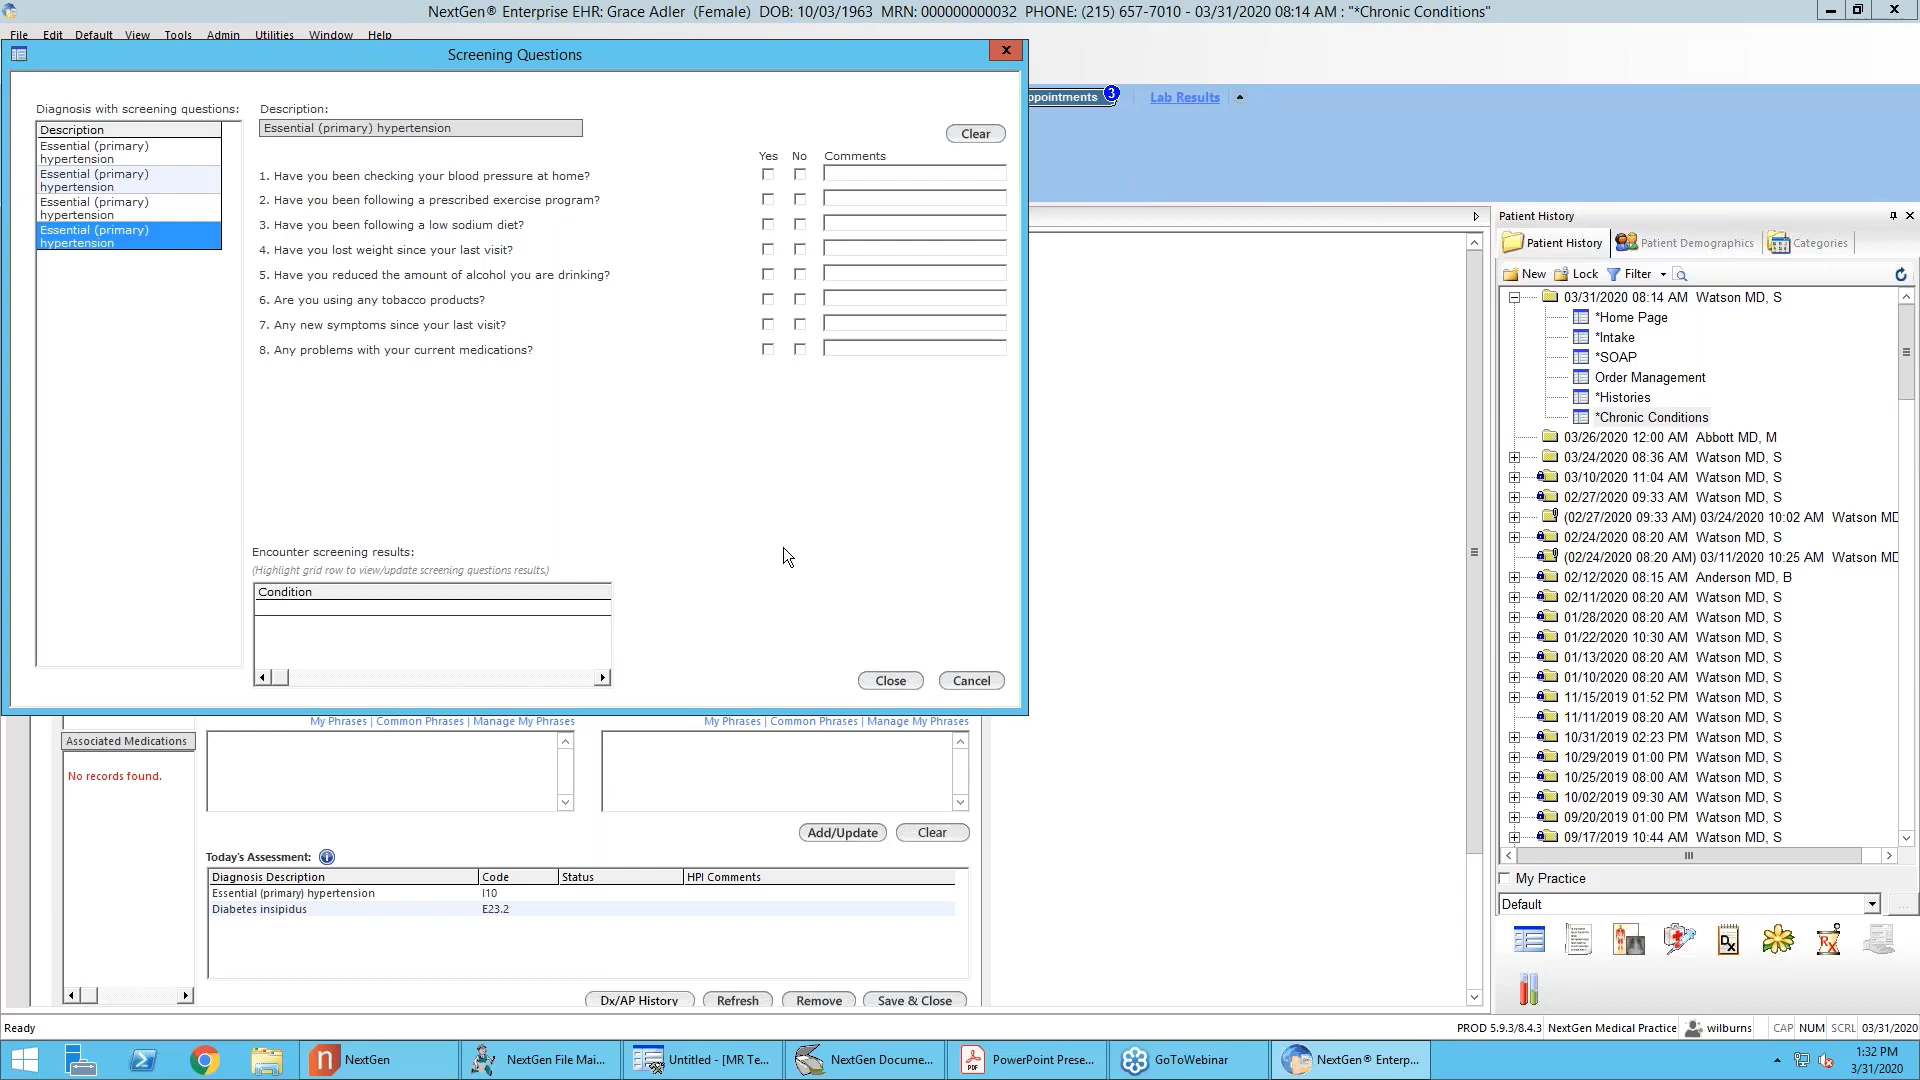 NextGen® Enterprise EHR: Grace Adler (Female) DOB: 10/03/1963 MRN: 000000000032 PHONE: (215) 657-7010 - 03/31/2020 08:14 AM : "*Chronic Conditions"
File Edit Default View Tools Admin Utilities Window Help
Screening Questions
Diagnosis with screening questions:
Description
Essential (primary)
hypertension
Essential (primary)
hypertension
Essential (primary)
hypertension
Essential (primary)
hypertension
Description:
Essential (primary) hypertension
Clear
Yes No Comments
1. Have you been checking your blood pressure at home?
2. Have you been following a prescribed exercise program?
3. Have you been following a low sodium diet?
4. Have you lost weight since your last visit?
5. Have you reduced the amount of alcohol you are drinking?
6. Are you using any tobacco products?
7. Any new symptoms since your last visit?
8. Any problems with your current medications?
Encounter screening results:
(Highlight grid row to view/update screening questions results.)
Condition
Close Cancel
ppointments 3 Lab Results
My Phrases | Common Phrases | Manage My Phrases
My Phrases | Common Phrases | Manage My Phrases
Associated Medications
No records found.
Add/Update Clear
Today's Assessment:
Diagnosis Description Code Status HPI Comments
Essential (primary) hypertension I10
Diabetes insipidus E23.2
Dx/AP History Refresh Remove Save & Close
Patient History
Patient History Patient Demographics Categories
New Lock Filter
03/31/2020 08:14 AM Watson MD, S
*Home Page
*Intake
*SOAP
Order Management
*Histories
*Chronic Conditions
03/26/2020 12:00 AM Abbott MD, M
03/24/2020 08:36 AM Watson MD, S
03/10/2020 11:04 AM Watson MD, S
02/27/2020 09:33 AM Watson MD, S
(02/27/2020 09:33 AM) 03/24/2020 10:02 AM Watson MD
02/24/2020 08:20 AM Watson MD, S
(02/24/2020 08:20 AM) 03/11/2020 10:25 AM Watson MD
02/12/2020 08:15 AM Anderson MD, B
02/11/2020 08:20 AM Watson MD, S
01/28/2020 08:20 AM Watson MD, S
01/22/2020 10:30 AM Watson MD, S
01/13/2020 08:20 AM Watson MD, S
01/10/2020 08:20 AM Watson MD, S
11/15/2019 01:52 PM Watson MD, S
11/11/2019 08:20 AM Watson MD, S
10/31/2019 02:23 PM Watson MD, S
10/29/2019 01:00 PM Watson MD, S
10/25/2019 08:00 AM Watson MD, S
10/02/2019 09:30 AM Watson MD, S
09/20/2019 01:00 PM Watson MD, S
09/17/2019 10:44 AM Watson MD, S
My Practice
Default
Dx
Rx
Ready
PROD 5.9.3/8.4.3 NextGen Medical Practice wilburns CAP NUM SCRL 03/31/2020
NextGen
NextGen File Mai...
Untitled - [MR Te...
NextGen Docume...
PowerPoint Prese...
GoToWebinar
NextGen® Enterp...
1:32 PM
3/31/2020